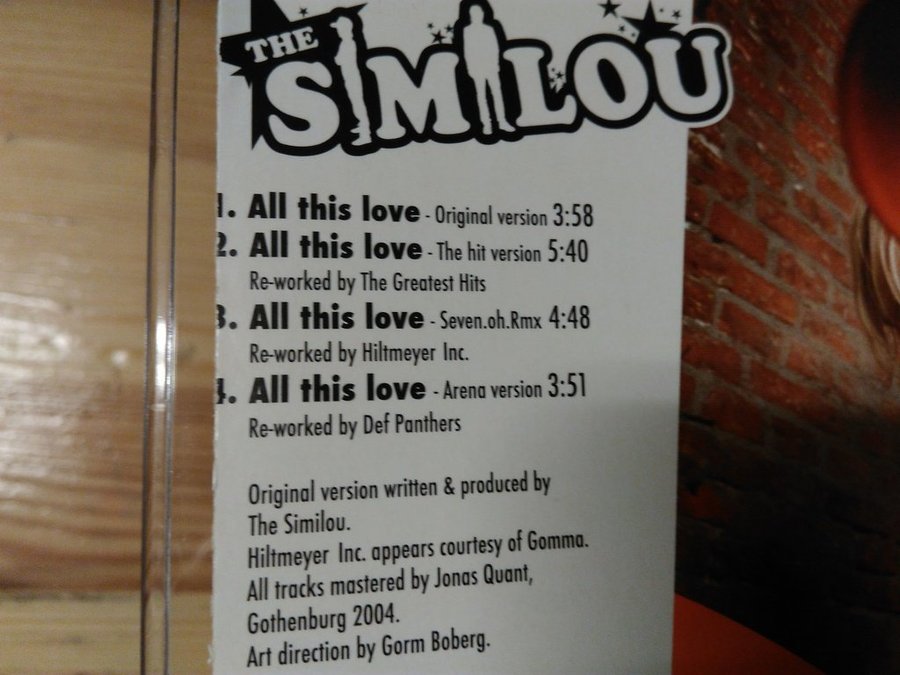 THE
SIMILOU
1. All this love - Original version 3:58
2. All this love - The hit version 5:40
Re-worked by The Greatest Hits
3. All this love - Seven.oh.Rmx 4:48
Re-worked by Hiltmeyer Inc.
4. All this love - Arena version 3:51
Re-worked by Def Panthers
Original version written & produced by
The Similou.
Hiltmeyer Inc. appears courtesy of Gomma.
All tracks mastered by Jonas Quant,
Gothenburg 2004.
Art direction by Gorm Boberg.